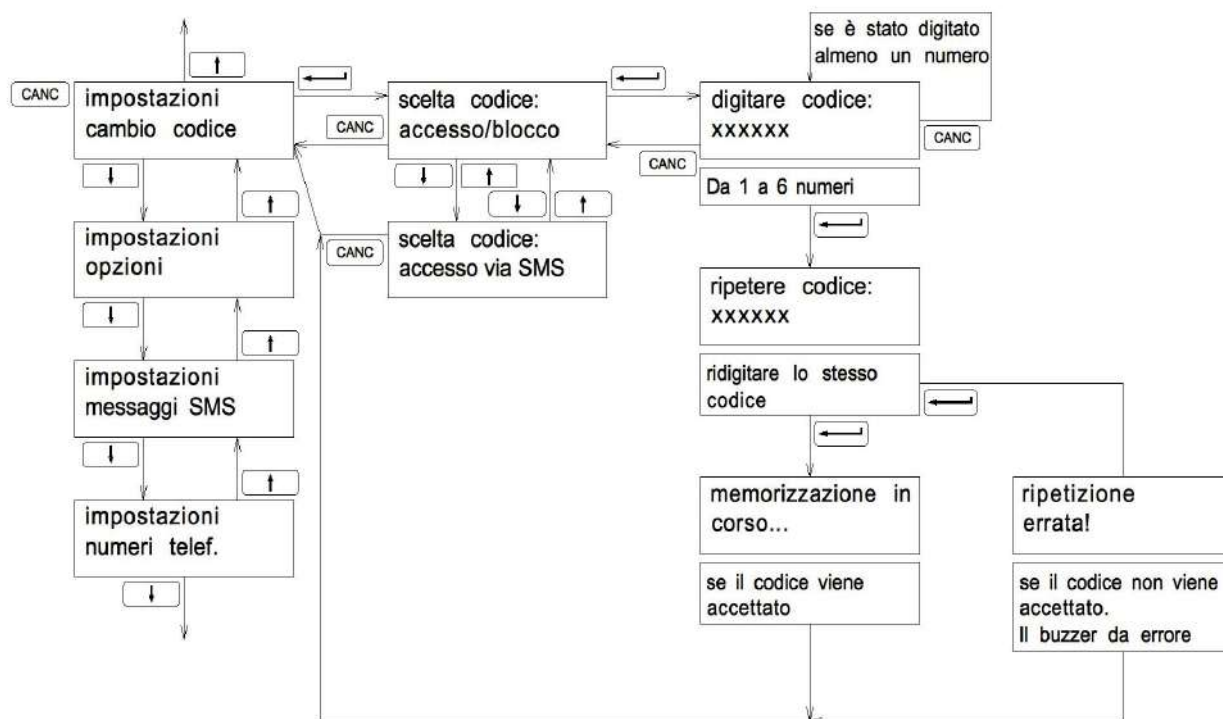 se è stato digitato
almeno un numero
CANC
impostazioni
cambio codice
scelta codice:
accesso/blocco
digitare codice:
xxxxxx
CANC
CANC
CANC
Da 1 a 6 numeri
impostazioni
opzioni
scelta codice:
accesso via SMS
CANC
ripetere codice:
xxxxxx
impostazioni
messaggi SMS
ridigitare lo stesso
codice
impostazioni
numeri telef.
memorizzazione in
corso...
ripetizione
errata!
se il codice viene
accettato
se il codice non viene
accettato.
Il buzzer da errore